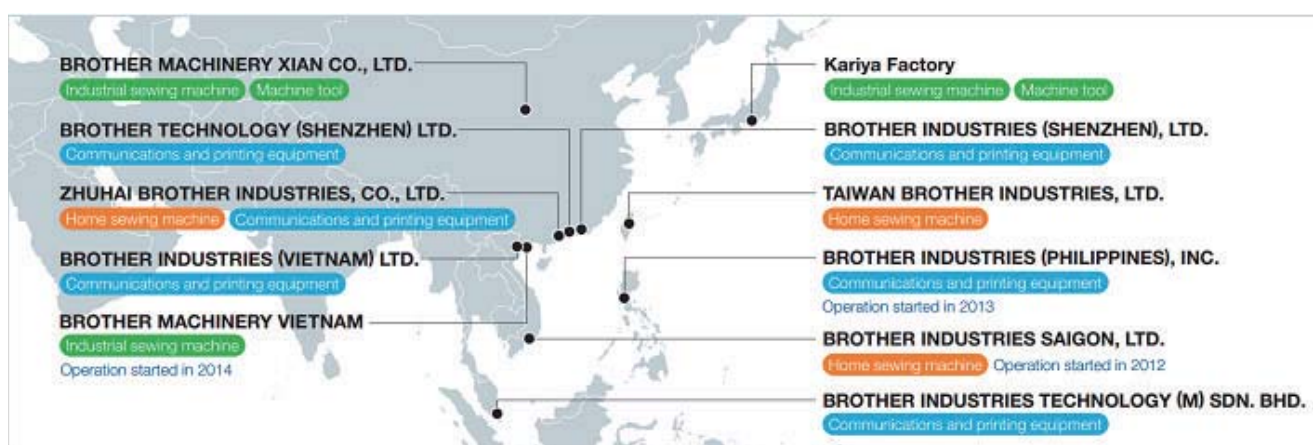 BROTHER MACHINERY XIAN CO., LTD.
Industrial sewing machine Machine tool
BROTHER TECHNOLOGY (SHENZHEN) LTD.
Communications and printing equipment
ZHUHAI BROTHER INDUSTRIES, CO., LTD.
Home sewing machine Communications and printing equipment
BROTHER INDUSTRIES (VIETNAM) LTD.
Communications and printing equipment
BROTHER MACHINERY VIETNAM
Industrial sewing machine
Operation started in 2014
Kariya Factory
Industrial sewing machine Machine tool
BROTHER INDUSTRIES (SHENZHEN), LTD.
Communications and printing equipment
TAIWAN BROTHER INDUSTRIES, LTD.
Home sewing machine
BROTHER INDUSTRIES (PHILIPPINES), INC.
Communications and printing equipment
Operation started in 2013
BROTHER INDUSTRIES SAIGON, LTD.
Home sewing machine Operation started in 2012
BROTHER INDUSTRIES TECHNOLOGY (M) SDN. BHD.
Communications and printing equipment